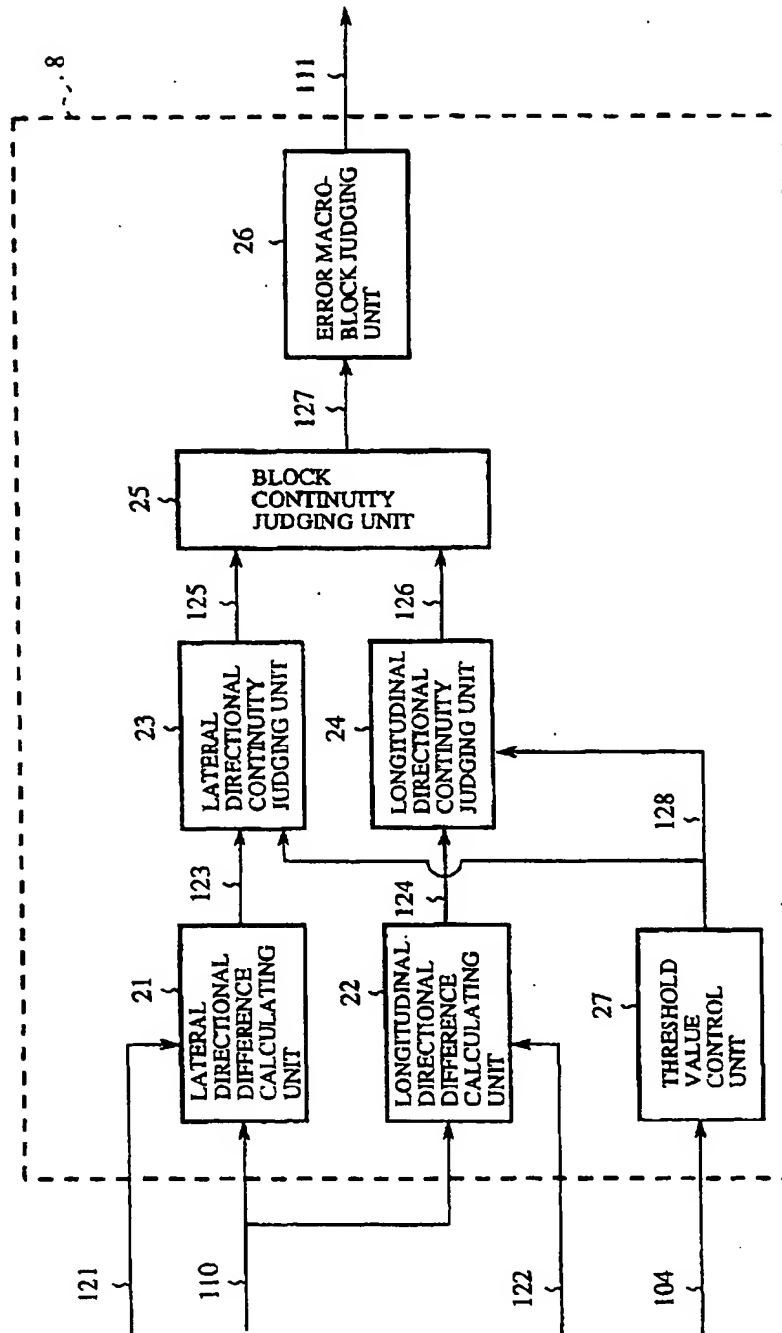 8
121
110
122
104
21
LATERAL
DIRECTIONAL
DIFFERENCE
CALCULATING
UNIT
22
LONGITUDINAL.
DIRECTIONAL
DIFFERENCE
CALCULATING
UNIT
27
THRESHOLD
VALUE
CONTROL
UNIT
123
124
128
23
LATERAL
DIRECTIONAL
CONTINUITY
JUDGING UNIT
24
LONGITUDINAL
DIRECTIONAL
CONTINUITY
JUDGING UNIT
125
126
25
BLOCK
CONTINUITY
JUDGING UNIT
127
26
ERROR MACRO-
BLOCK JUDGING
UNIT
111